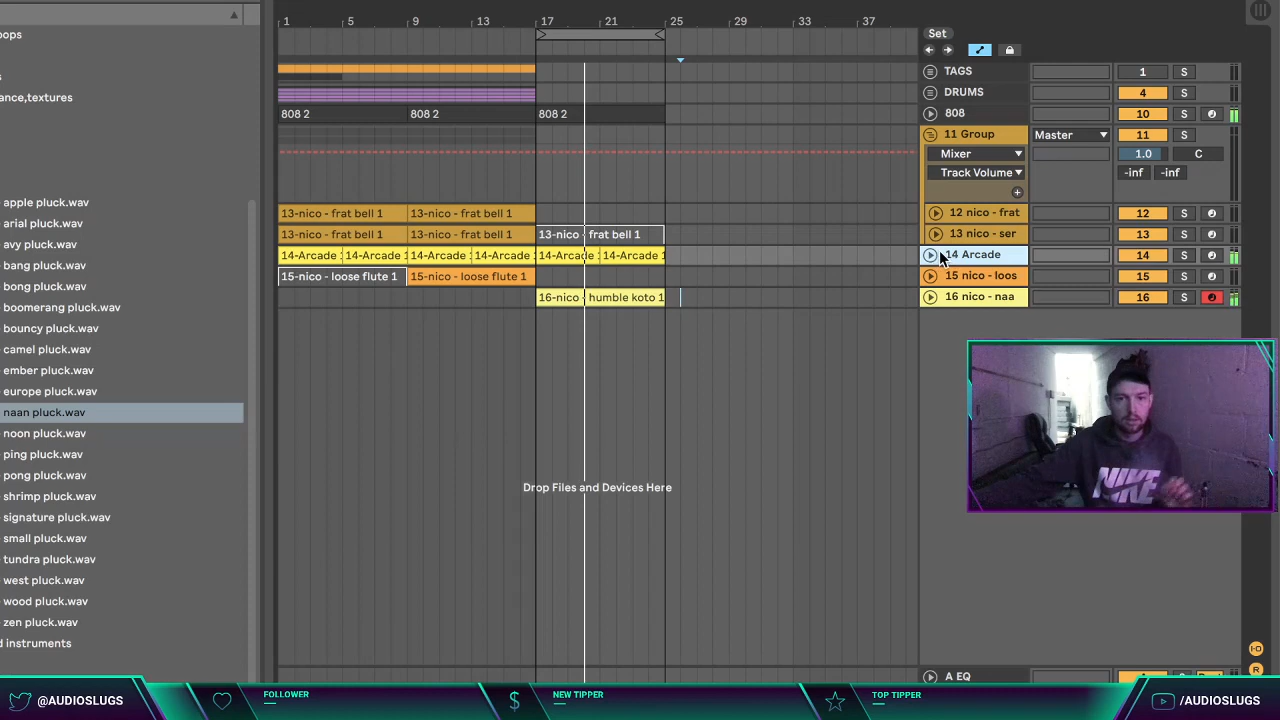 1 5 9 13 17 21 25 29 33 37
Set
oops
s
ance,textures
TAGS 1 S
DRUMS 4 S
808 2 808 2 808 2 808 10 S
11 Group Master 11 S
Mixer 1.0 C
Track Volume -inf -inf
apple pluck.wav
arial pluck.wav
avy pluck.wav
bang pluck.wav
bong pluck.wav
boomerang pluck.wav
bouncy pluck.wav
camel pluck.wav
ember pluck.wav
europe pluck.wav
naan pluck.wav
noon pluck.wav
ping pluck.wav
pong pluck.wav
shrimp pluck.wav
signature pluck.wav
small pluck.wav
tundra pluck.wav
west pluck.wav
wood pluck.wav
zen pluck.wav
d instruments
13-nico - frat bell 1 13-nico - frat bell 1 12 nico - frat 12 S
13-nico - frat bell 1 13-nico - frat bell 1 13-nico - frat bell 1 13 nico - ser 13 S
14-Arcade 14-Arcade 14-Arcade 14-Arcade 14-Arcade 14-Arcade 1 14 Arcade 14 S
15-nico - loose flute 1 15-nico - loose flute 1 15 nico - loos 15 S
16-nico - humble koto 1 16 nico - naa 16 S
NIKE
Drop Files and Devices Here
I·O
R
A EQ
@AUDIOSLUGS
FOLLOWER
NEW TIPPER
TOP TIPPER
/AUDIOSLUGS